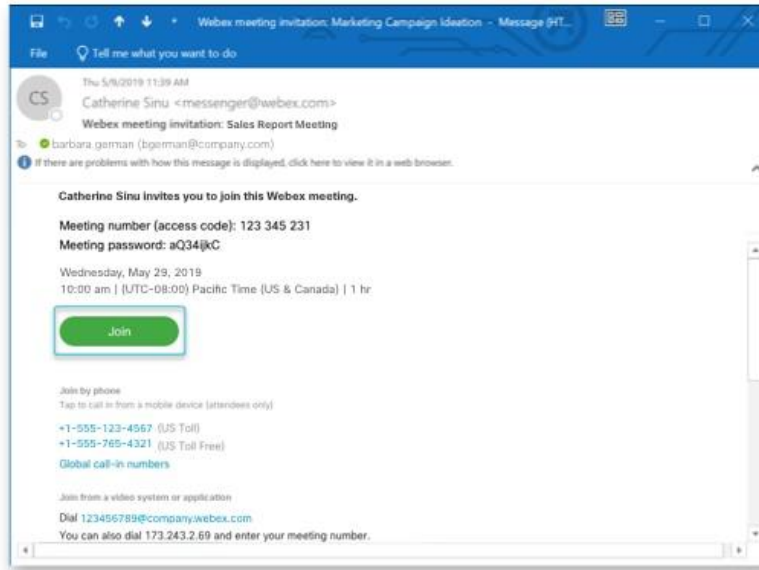 Webex meeting invitation: Marketing Campaign Ideation - Message (HT...
File Tell me what you want to do
Thu 5/9/2019 11:39 AM
CS
Catherine Sinu <messenger@webex.com>
Webex meeting invitation: Sales Report Meeting
To barbara german (bgerman@company.com)
If there are problems with how this message is displayed, click here to view it in a web browser.
Catherine Sinu invites you to join this Webex meeting.
Meeting number (access code): 123 345 231
Meeting password: aQ34ijkC
Wednesday, May 29, 2019
10:00 am | (UTC-08:00) Pacific Time (US & Canada) | 1 hr
Join
Join by phone
Tap to call in from a mobile device (attendees only)
+1-555-123-4567 (US Toll)
+1-555-765-4321 (US Toll Free)
Global call-in numbers
Join from a video system or application
Dial 123456789@company.webex.com
You can also dial 173.243.2.69 and enter your meeting number.